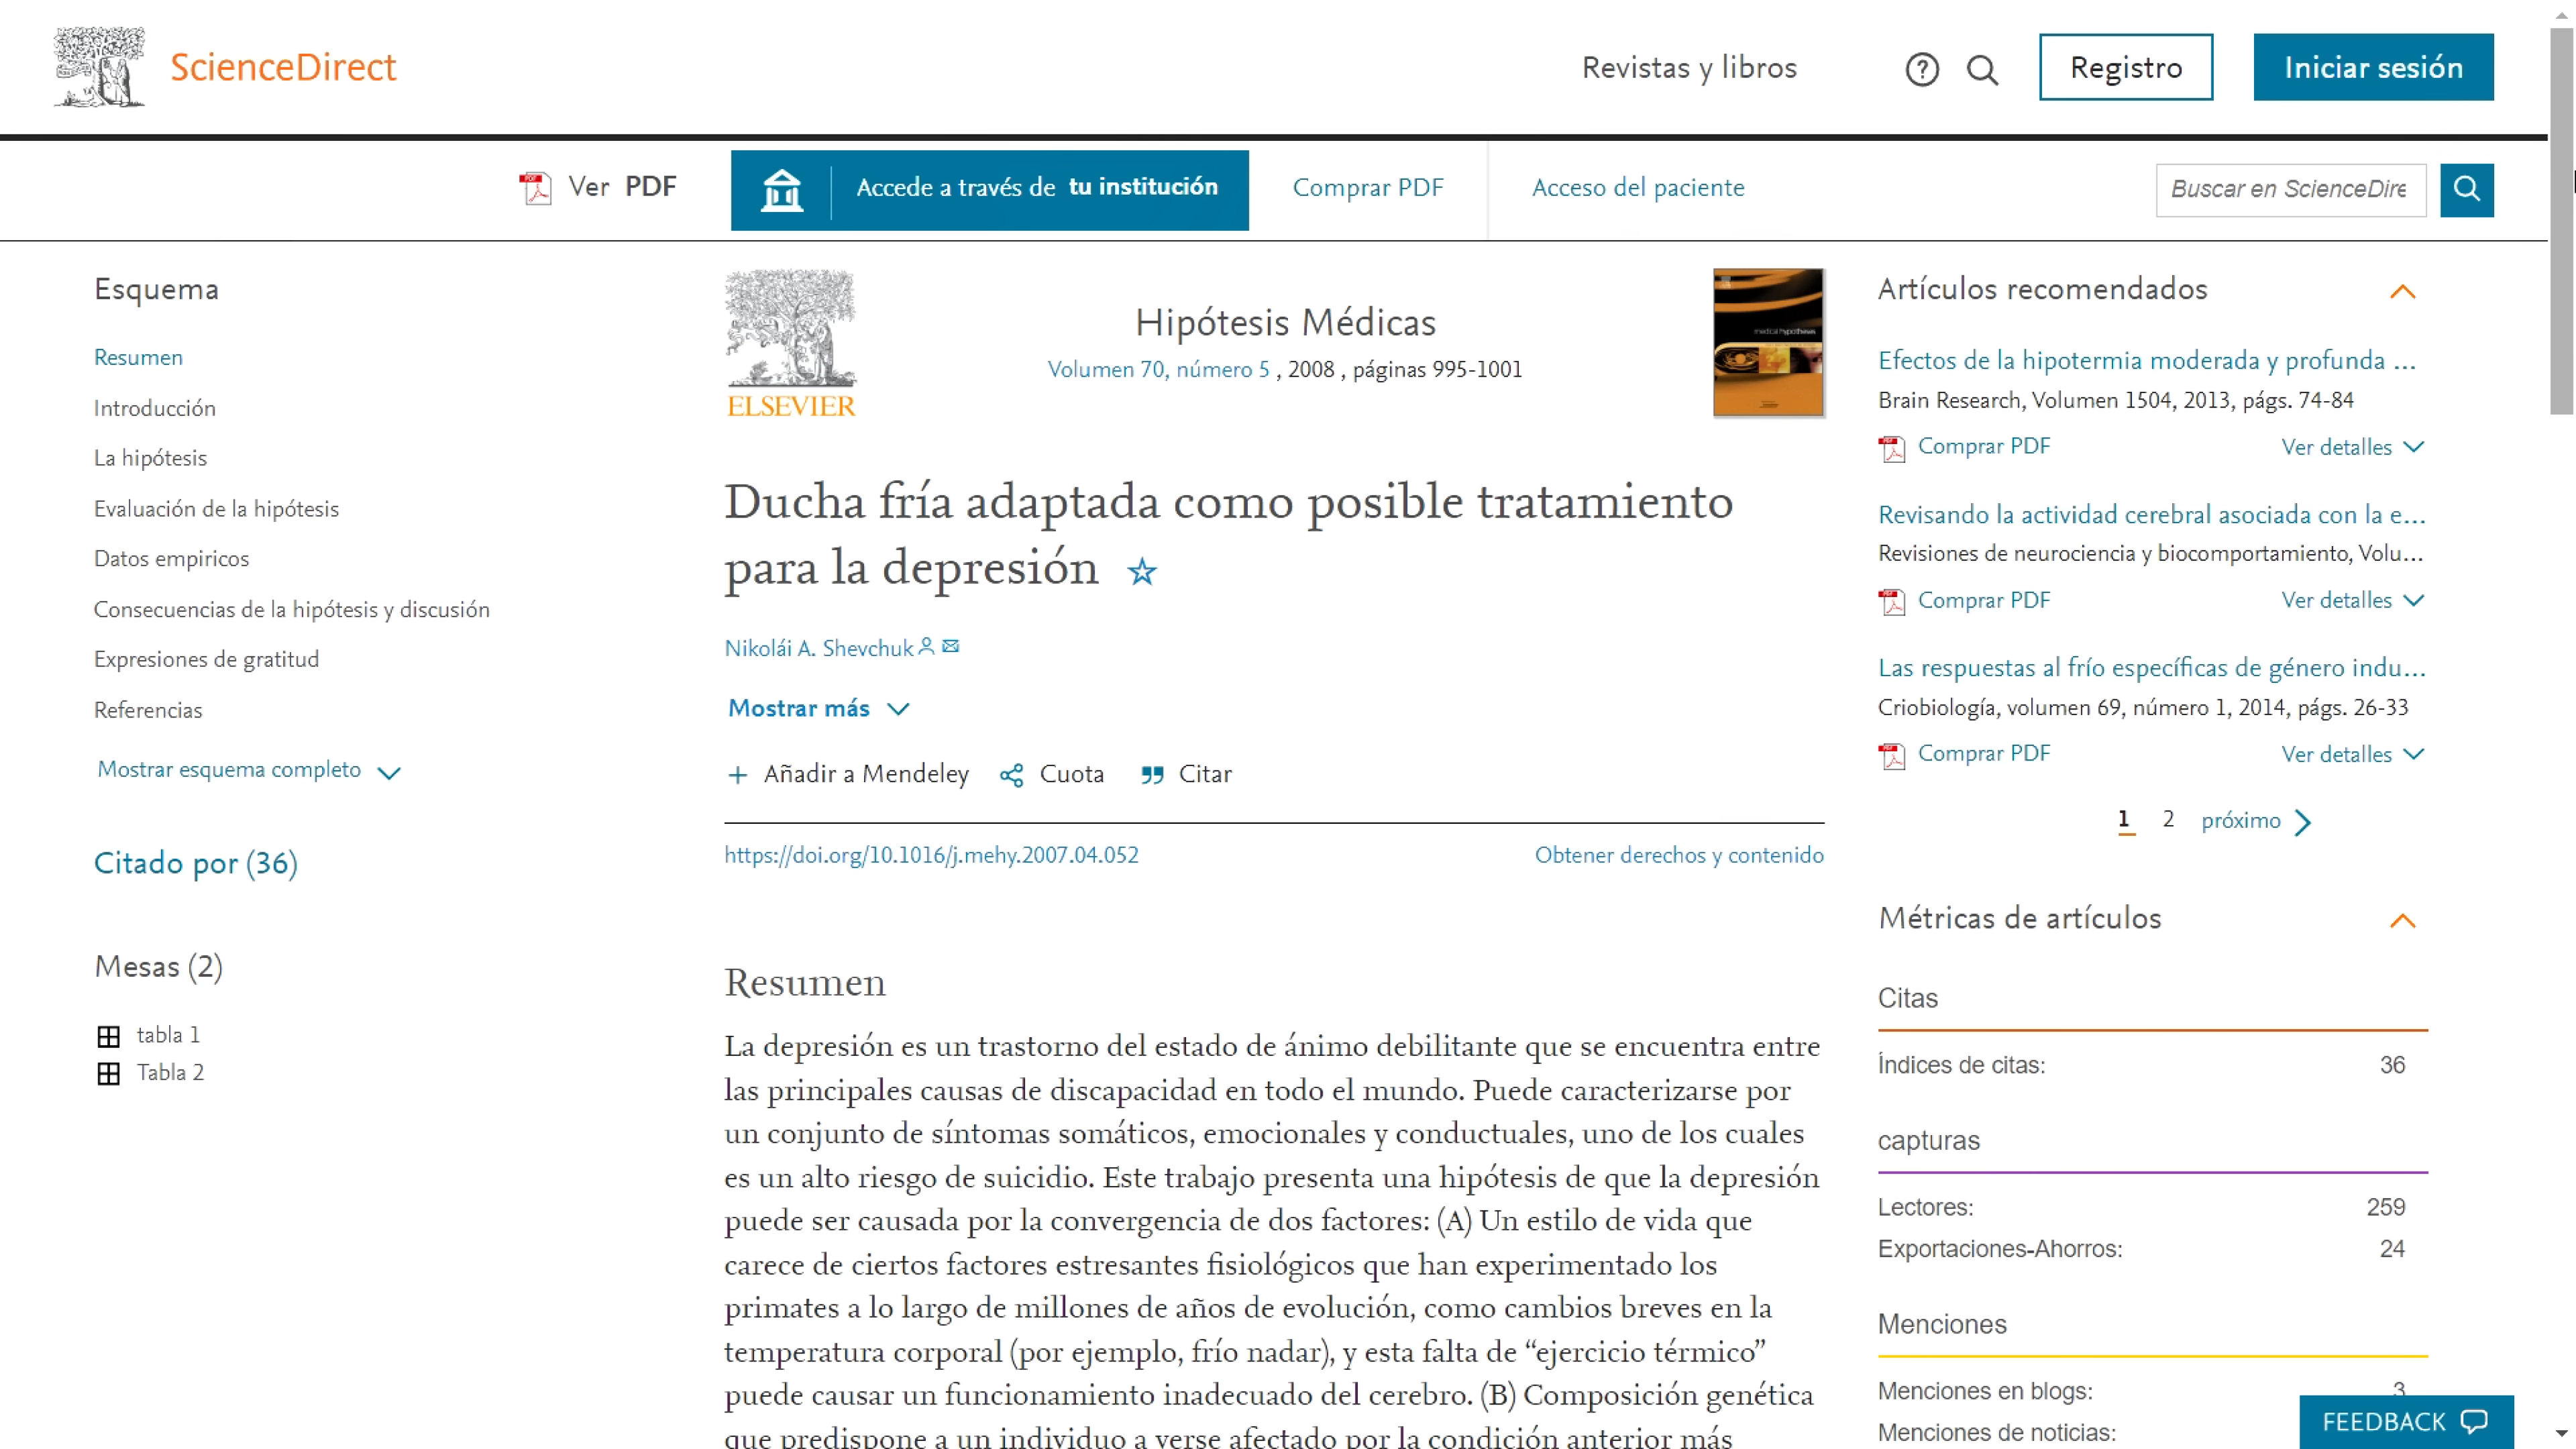 ScienceDirect
Revistas y libros
Registro
Iniciar sesión
Ver PDF
Accede a través de tu institución
Comprar PDF
Acceso del paciente
Buscar en ScienceDire
Esquema
Resumen
Introducción
La hipótesis
Evaluación de la hipótesis
Datos empiricos
Consecuencias de la hipótesis y discusión
Expresiones de gratitud
Referencias
Mostrar esquema completo
Citado por (36)
Mesas (2)
tabla 1
Tabla 2
ELSEVIER
Hipótesis Médicas
Volumen 70, número 5 , 2008 , páginas 995-1001
medical hypotheses
Ducha fría adaptada como posible tratamiento
para la depresión
Nikolái A. Shevchuk
Mostrar más
Añadir a Mendeley
Cuota
Citar
https://doi.org/10.1016/j.mehy.2007.04.052
Obtener derechos y contenido
Resumen
La depresión es un trastorno del estado de ánimo debilitante que se encuentra entre
las principales causas de discapacidad en todo el mundo. Puede caracterizarse por
un conjunto de síntomas somáticos, emocionales y conductuales, uno de los cuales
es un alto riesgo de suicidio. Este trabajo presenta una hipótesis de que la depresión
puede ser causada por la convergencia de dos factores: (A) Un estilo de vida que
carece de ciertos factores estresantes fisiológicos que han experimentado los
primates a lo largo de millones de años de evolución, como cambios breves en la
temperatura corporal (por ejemplo, frío nadar), y esta falta de “ejercicio térmico”
puede causar un funcionamiento inadecuado del cerebro. (B) Composición genética
que predispone a un individuo a verse afectado por la condición anterior más
Artículos recomendados
Efectos de la hipotermia moderada y profunda ...
Brain Research, Volumen 1504, 2013, págs. 74-84
Comprar PDF
Ver detalles
Revisando la actividad cerebral asociada con la e...
Revisiones de neurociencia y biocomportamiento, Volu...
Comprar PDF
Ver detalles
Las respuestas al frío específicas de género indu...
Criobiología, volumen 69, número 1, 2014, págs. 26-33
Comprar PDF
Ver detalles
1 2 próximo
Métricas de artículos
Citas
Índices de citas: 36
capturas
Lectores: 259
Exportaciones-Ahorros: 24
Menciones
Menciones en blogs: 3
Menciones de noticias:
FEEDBACK